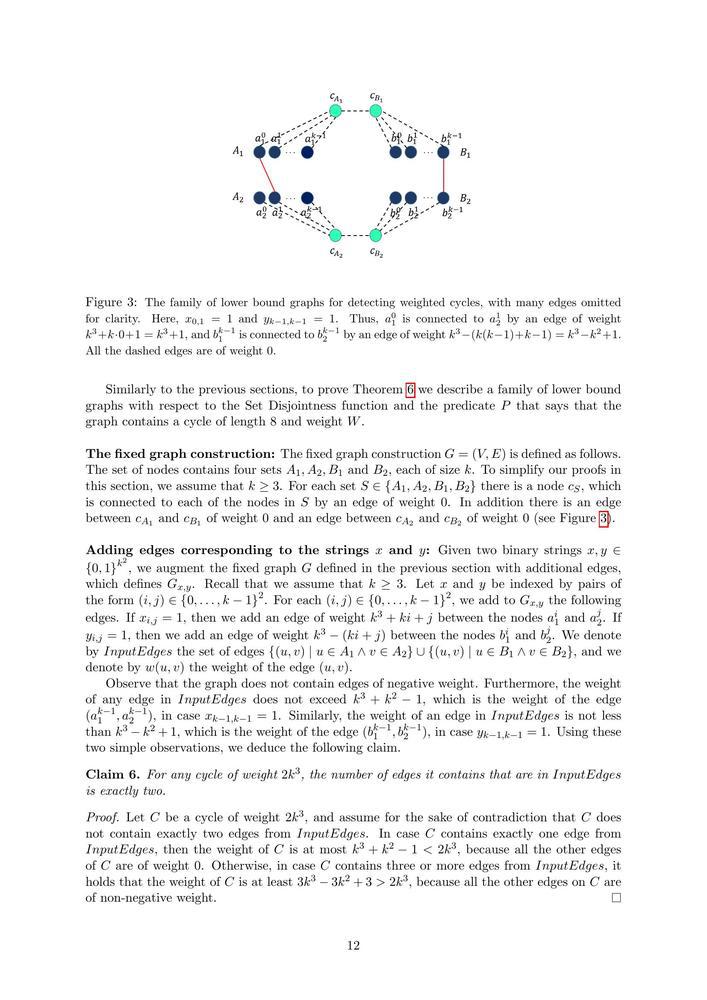 c_{A_1} c_{B_1}
a_1^0 a_1^1 a_1^{k-1} b_1^0 b_1^1 b_1^{k-1}
A_1 ··· ··· B_1
A_2 ··· ··· B_2
a_2^0 a_2^1 a_2^{k-1} b_2^0 b_2^1 b_2^{k-1}
c_{A_2} c_{B_2}
Figure 3: The family of lower bound graphs for detecting weighted cycles, with many edges omitted
for clarity. Here, x_{0,1} = 1 and y_{k−1,k−1} = 1. Thus, a_1^0 is connected to a_2^1 by an edge of weight
k^3+k·0+1 = k^3+1, and b_1^{k−1} is connected to b_2^{k−1} by an edge of weight k^3−(k(k−1)+k−1) = k^3−k^2+1.
All the dashed edges are of weight 0.
Similarly to the previous sections, to prove Theorem 6 we describe a family of lower bound
graphs with respect to the Set Disjointness function and the predicate P that says that the
graph contains a cycle of length 8 and weight W.
The fixed graph construction: The fixed graph construction G = (V, E) is defined as follows.
The set of nodes contains four sets A_1, A_2, B_1 and B_2, each of size k. To simplify our proofs in
this section, we assume that k ≥ 3. For each set S ∈ {A_1, A_2, B_1, B_2} there is a node c_S, which
is connected to each of the nodes in S by an edge of weight 0. In addition there is an edge
between c_{A_1} and c_{B_1} of weight 0 and an edge between c_{A_2} and c_{B_2} of weight 0 (see Figure 3).
Adding edges corresponding to the strings x and y: Given two binary strings x, y ∈
{0, 1}^{k^2}, we augment the fixed graph G defined in the previous section with additional edges,
which defines G_{x,y}. Recall that we assume that k ≥ 3. Let x and y be indexed by pairs of
the form (i, j) ∈ {0, . . . , k − 1}^2. For each (i, j) ∈ {0, . . . , k − 1}^2, we add to G_{x,y} the following
edges. If x_{i,j} = 1, then we add an edge of weight k^3 + ki + j between the nodes a_1^i and a_2^j. If
y_{i,j} = 1, then we add an edge of weight k^3 − (ki + j) between the nodes b_1^i and b_2^j. We denote
by InputEdges the set of edges {(u, v) | u ∈ A_1 ∧ v ∈ A_2} ∪ {(u, v) | u ∈ B_1 ∧ v ∈ B_2}, and we
denote by w(u, v) the weight of the edge (u, v).
Observe that the graph does not contain edges of negative weight. Furthermore, the weight
of any edge in InputEdges does not exceed k^3 + k^2 − 1, which is the weight of the edge
(a_1^{k−1}, a_2^{k−1}), in case x_{k−1,k−1} = 1. Similarly, the weight of an edge in InputEdges is not less
than k^3 − k^2 + 1, which is the weight of the edge (b_1^{k−1}, b_2^{k−1}), in case y_{k−1,k−1} = 1. Using these
two simple observations, we deduce the following claim.
Claim 6. For any cycle of weight 2k^3, the number of edges it contains that are in InputEdges
is exactly two.
Proof. Let C be a cycle of weight 2k^3, and assume for the sake of contradiction that C does
not contain exactly two edges from InputEdges. In case C contains exactly one edge from
InputEdges, then the weight of C is at most k^3 + k^2 − 1 < 2k^3, because all the other edges
of C are of weight 0. Otherwise, in case C contains three or more edges from InputEdges, it
holds that the weight of C is at least 3k^3 − 3k^2 + 3 > 2k^3, because all the other edges on C are
of non-negative weight. □
12